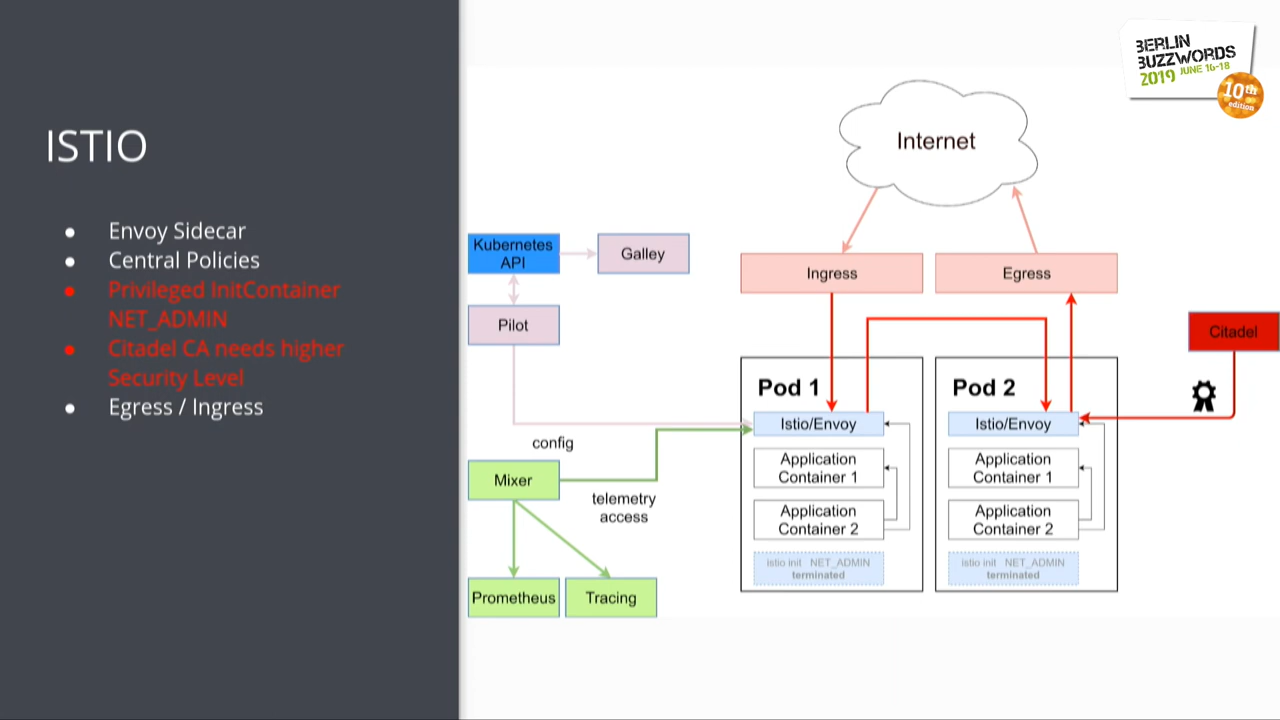 ISTIO
Envoy Sidecar
Central Policies
Privileged InitContainer
NET_ADMIN
Citadel CA needs higher
Security Level
Egress / Ingress
BERLIN
BUZZWORDS
2019 JUNE 16-18
10th
edition
Internet
Kubernetes
API
Galley
Ingress
Egress
Pilot
Citadel
Pod 1
Pod 2
Istio/Envoy
Istio/Envoy
config
Application
Container 1
Application
Container 1
Mixer
telemetry
access
Application
Container 2
Application
Container 2
istio init NET_ADMIN
terminated
istio init NET_ADMIN
terminated
Prometheus
Tracing